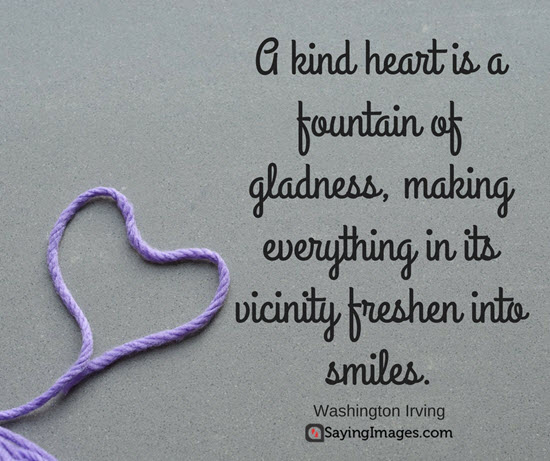 A kind heart is a
fountain of
gladness, making
everything in its
vicinity freshen into
smiles.
Washington Irving
SayingImages.com